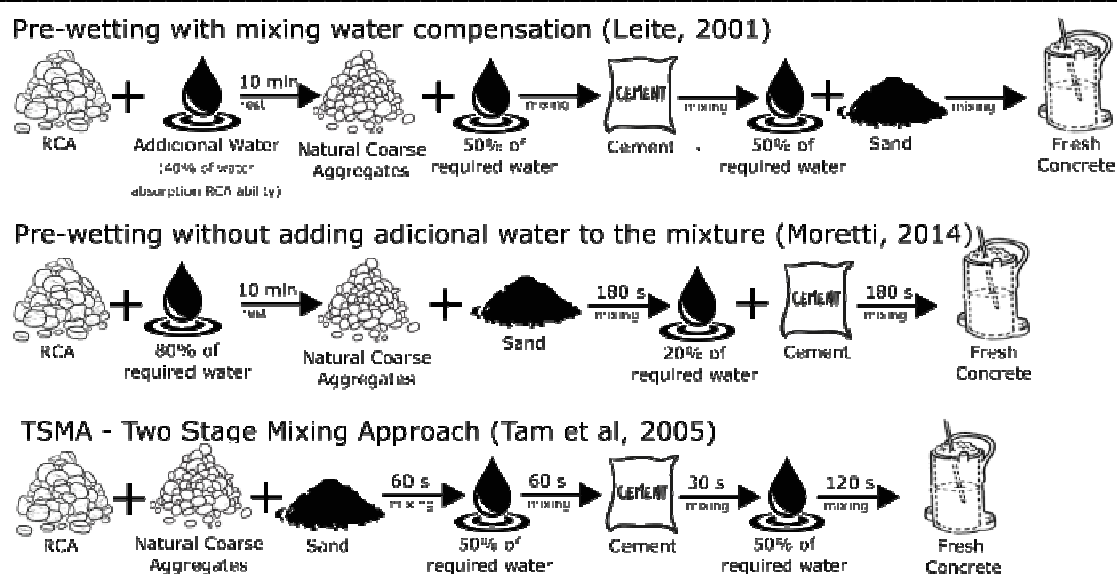 Pre-wetting with mixing water compensation (Leite, 2001)
10 min
rest
mixing
CEMENT
mixing
mixing
RCA
Addicional Water
(40% of water
absorption RCA ability)
Natural Coarse
Aggregates
50% of
required water
Cement
50% of
required water
Sand
Fresh
Concrete
Pre-wetting without adding adicional water to the mixture (Moretti, 2014)
10 min
rest
180 s
mixing
CEMENT
180 s
mixing
RCA
80% of
required water
Natural Coarse
Aggregates
Sand
20% of
required water
Cement
Fresh
Concrete
TSMA - Two Stage Mixing Approach (Tam et al, 2005)
60 s
mixing
60 s
mixing
CEMENT
30 s
mixing
120 s
mixing
RCA
Natural Coarse
Aggregates
Sand
50% of
required water
Cement
50% of
required water
Fresh
Concrete